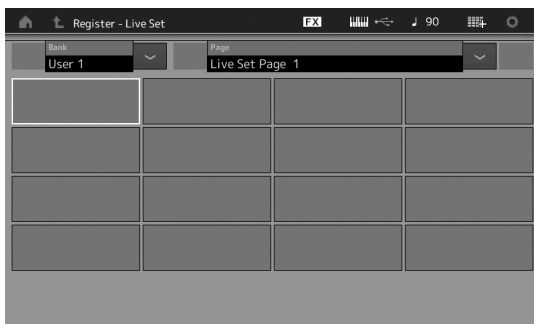 Register - Live Set FX ♩ 90
Bank Page
User 1 Live Set Page 1